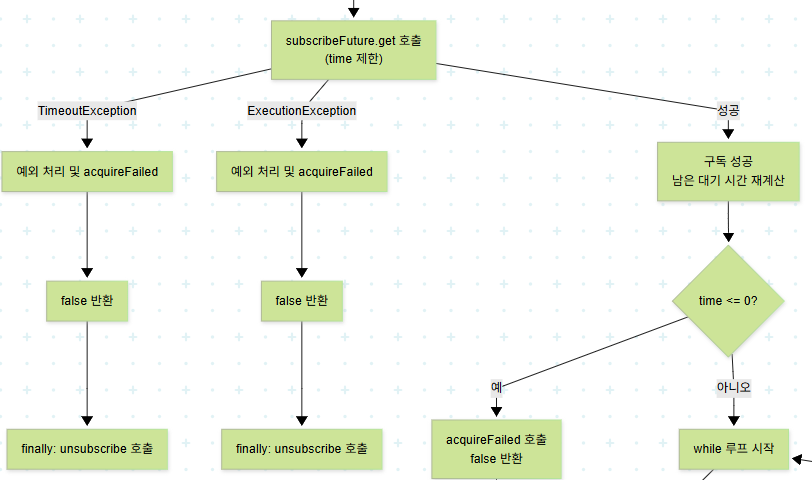 subscribeFuture.get 호출
(time 제한)
TimeoutException
ExecutionException
성공
예외 처리 및 acquireFailed
예외 처리 및 acquireFailed
구독 성공
남은 대기 시간 재계산
false 반환
false 반환
time <= 0?
예
아니오
finally: unsubscribe 호출
finally: unsubscribe 호출
acquireFailed 호출
false 반환
while 루프 시작